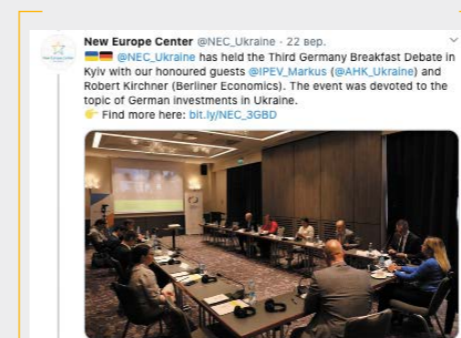 New Europe Center @NEC_Ukraine · 22 вер.
@NEC_Ukraine has held the Third Germany Breakfast Debate in
Kyiv with our honoured guests @IPEV_Markus (@AHK_Ukraine) and
Robert Kirchner (Berliner Economics). The event was devoted to the
topic of German investments in Ukraine.
Find more here: bit.ly/NEC_3GBD